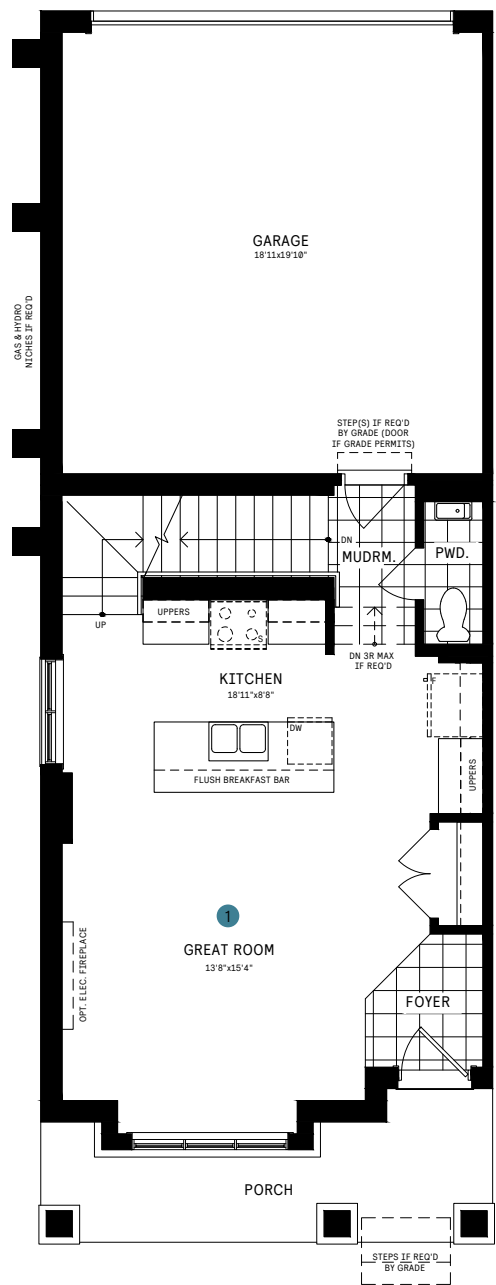 GARAGE
18'11x19'10"
GAS & HYDRO
NICHES IF REQ'D
STEP(S) IF REQ'D
BY GRADE (DOOR
IF GRADE PERMITS)
DN
MUDRM.
PWD.
UP
UPPERS
S
DN 3R MAX
IF REQ'D
KITCHEN
18'11"x8'8"
F
DW
FLUSH BREAKFAST BAR
UPPERS
1
GREAT ROOM
13'8"x15'4"
OPT. ELEC. FIREPLACE
FOYER
PORCH
STEPS IF REQ'D
BY GRADE